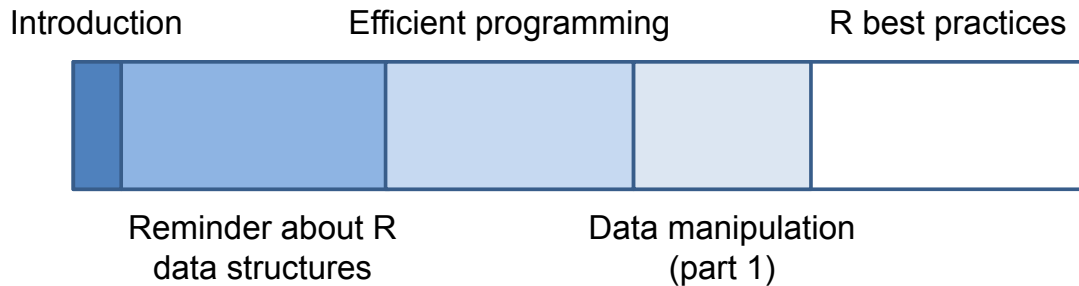 Introduction
Efficient programming
R best practices
Reminder about R
data structures
Data manipulation
(part 1)